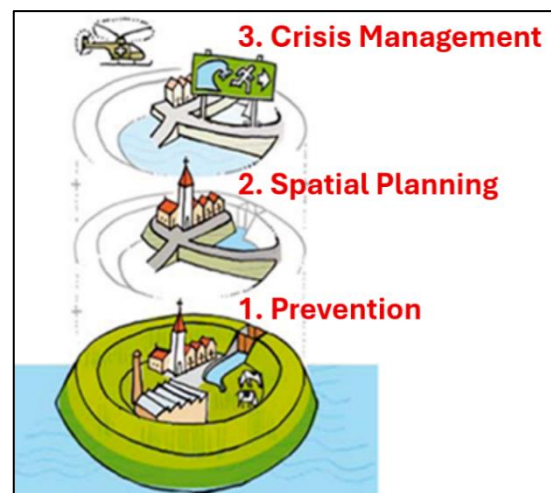 3. Crisis Management
2. Spatial Planning
1. Prevention